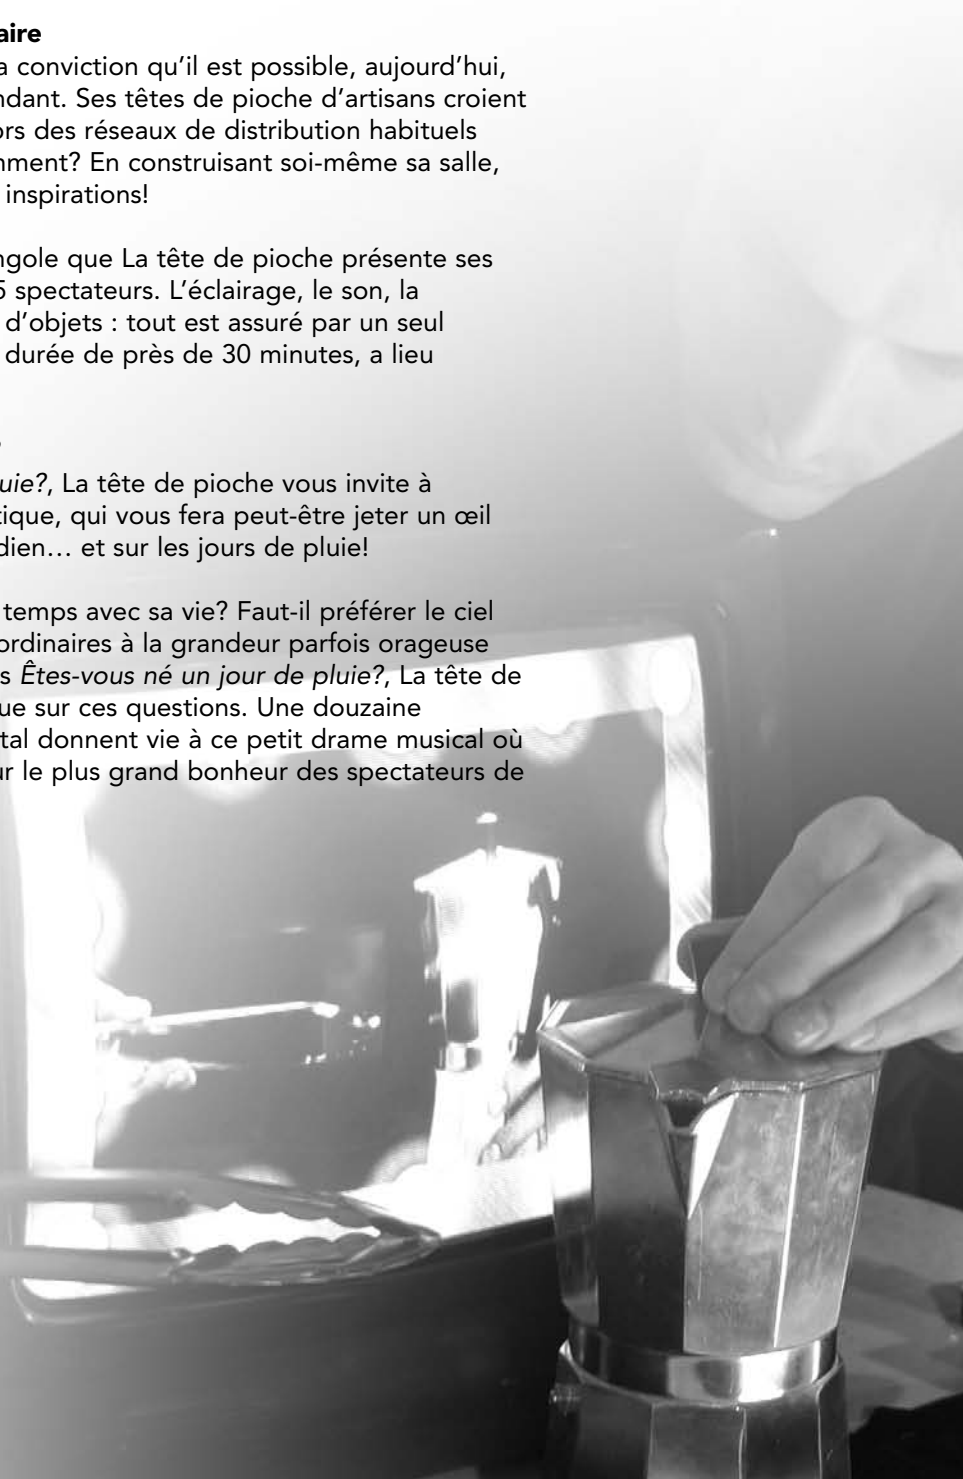 aire
a conviction qu’il est possible, aujourd’hui,
ndant. Ses têtes de pioche d’artisans croient
ors des réseaux de distribution habituels
nment? En construisant soi-même sa salle,
inspirations!
ngole que La tête de pioche présente ses
5 spectateurs. L’éclairage, le son, la
d’objets : tout est assuré par un seul
durée de près de 30 minutes, a lieu
uie?, La tête de pioche vous invite à
tique, qui vous fera peut-être jeter un œil
dien… et sur les jours de pluie!
temps avec sa vie? Faut-il préférer le ciel
ordinaires à la grandeur parfois orageuse
s Êtes-vous né un jour de pluie?, La tête de
ue sur ces questions. Une douzaine
tal donnent vie à ce petit drame musical où
ur le plus grand bonheur des spectateurs de